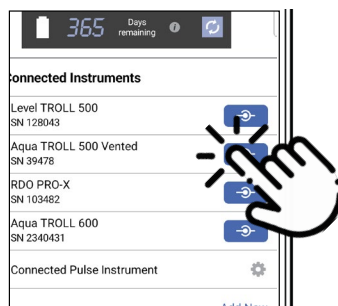 365 Days remaining
Connected Instruments
Level TROLL 500
SN 128043
Aqua TROLL 500 Vented
SN 39478
RDO PRO-X
SN 103482
Aqua TROLL 600
SN 2340431
Connected Pulse Instrument
Add New